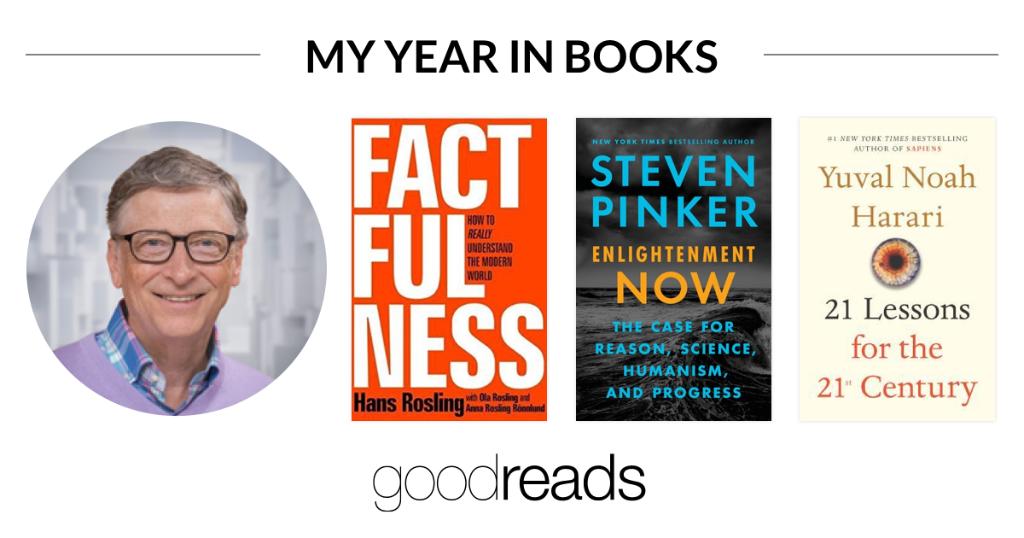 MY YEAR IN BOOKS
FACT
FUL
NESS
HOW TO
REALLY
UNDERSTAND
THE MODERN
WORLD
Hans Rosling
with Ola Rosling and
Anna Rosling Rönnlund
NEW YORK TIMES BESTSELLING AUTHOR
STEVEN
PINKER
ENLIGHTENMENT
NOW
THE CASE FOR
REASON, SCIENCE,
HUMANISM,
AND PROGRESS
#1 NEW YORK TIMES BESTSELLING
AUTHOR OF SAPIENS
Yuval Noah
Harari
21 Lessons
for the
21st Century
goodreads